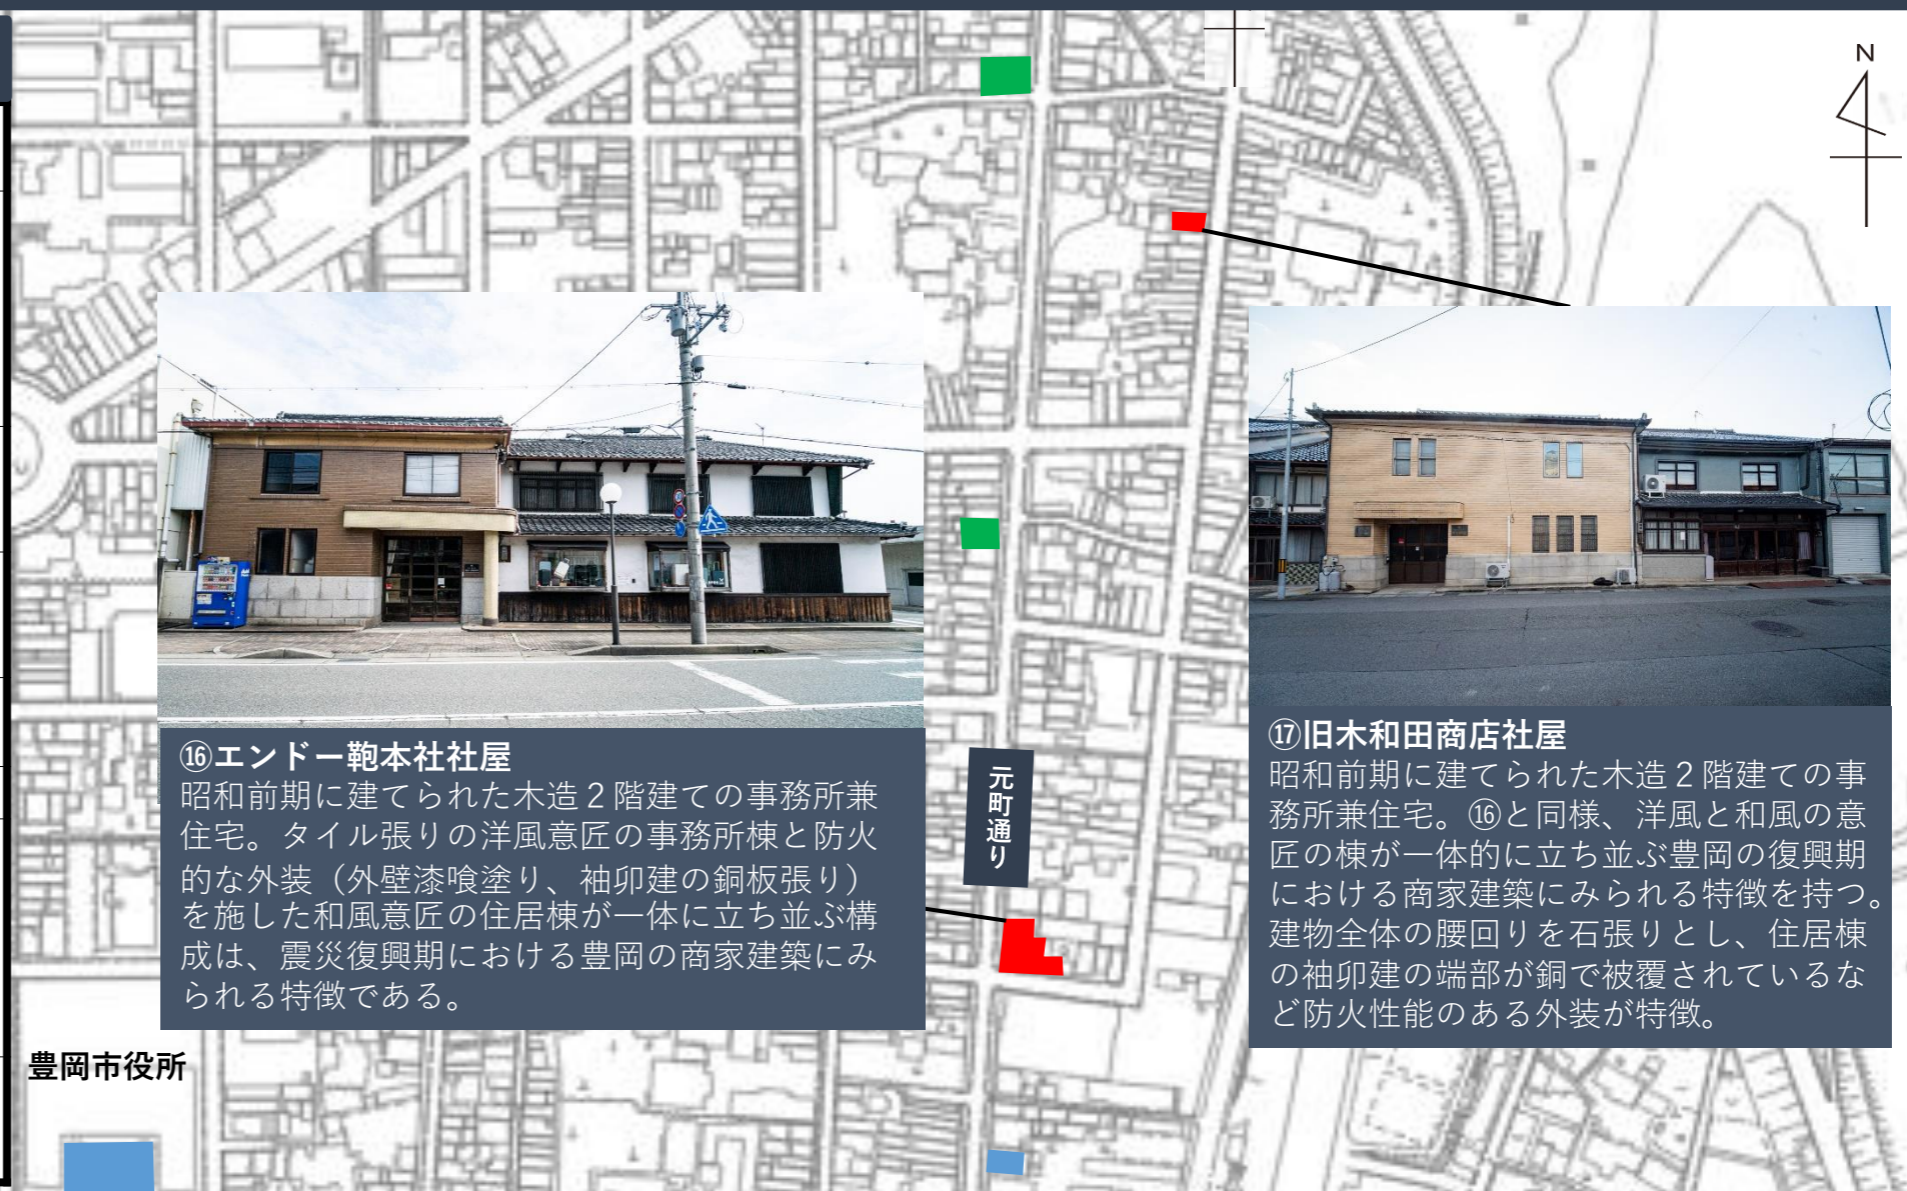 N
⑯エンドー鞄本社社屋
昭和前期に建てられた木造２階建ての事務所兼
住宅。タイル張りの洋風意匠の事務所棟と防火
的な外装（外壁漆喰塗り、袖卯建の銅板張り）
を施した和風意匠の住居棟が一体に立ち並ぶ構
成は、震災復興期における豊岡の商家建築にみ
られる特徴である。
元町通り
⑰旧木和田商店社屋
昭和前期に建てられた木造２階建ての事
務所兼住宅。⑯と同様、洋風と和風の意
匠の棟が一体的に立ち並ぶ豊岡の復興期
における商家建築にみられる特徴を持つ。
建物全体の腰回りを石張りとし、住居棟
の袖卯建の端部が銅で被覆されているな
ど防火性能のある外装が特徴。
豊岡市役所